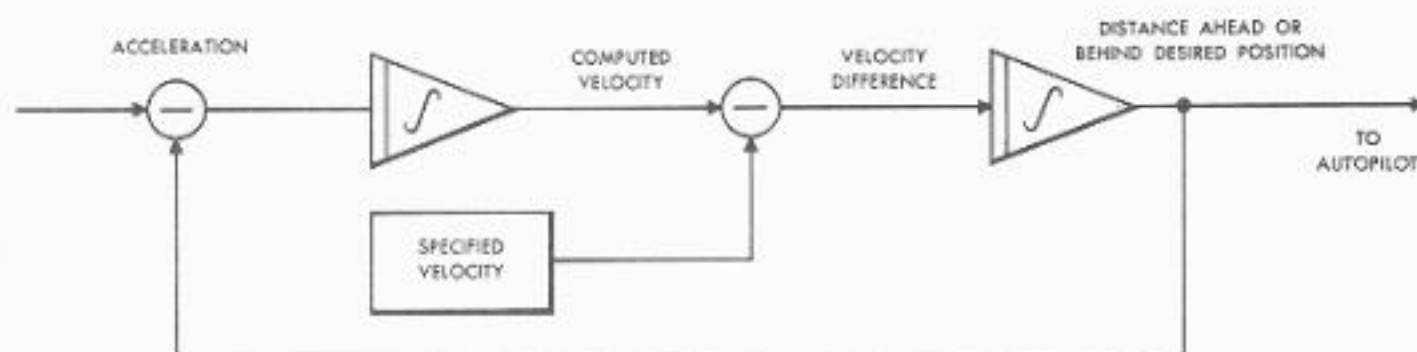 ACCELERATION
COMPUTED
VELOCITY
VELOCITY
DIFFERENCE
DISTANCE AHEAD OR
BEHIND DESIRED POSITION
TO
AUTOPILOT
SPECIFIED
VELOCITY